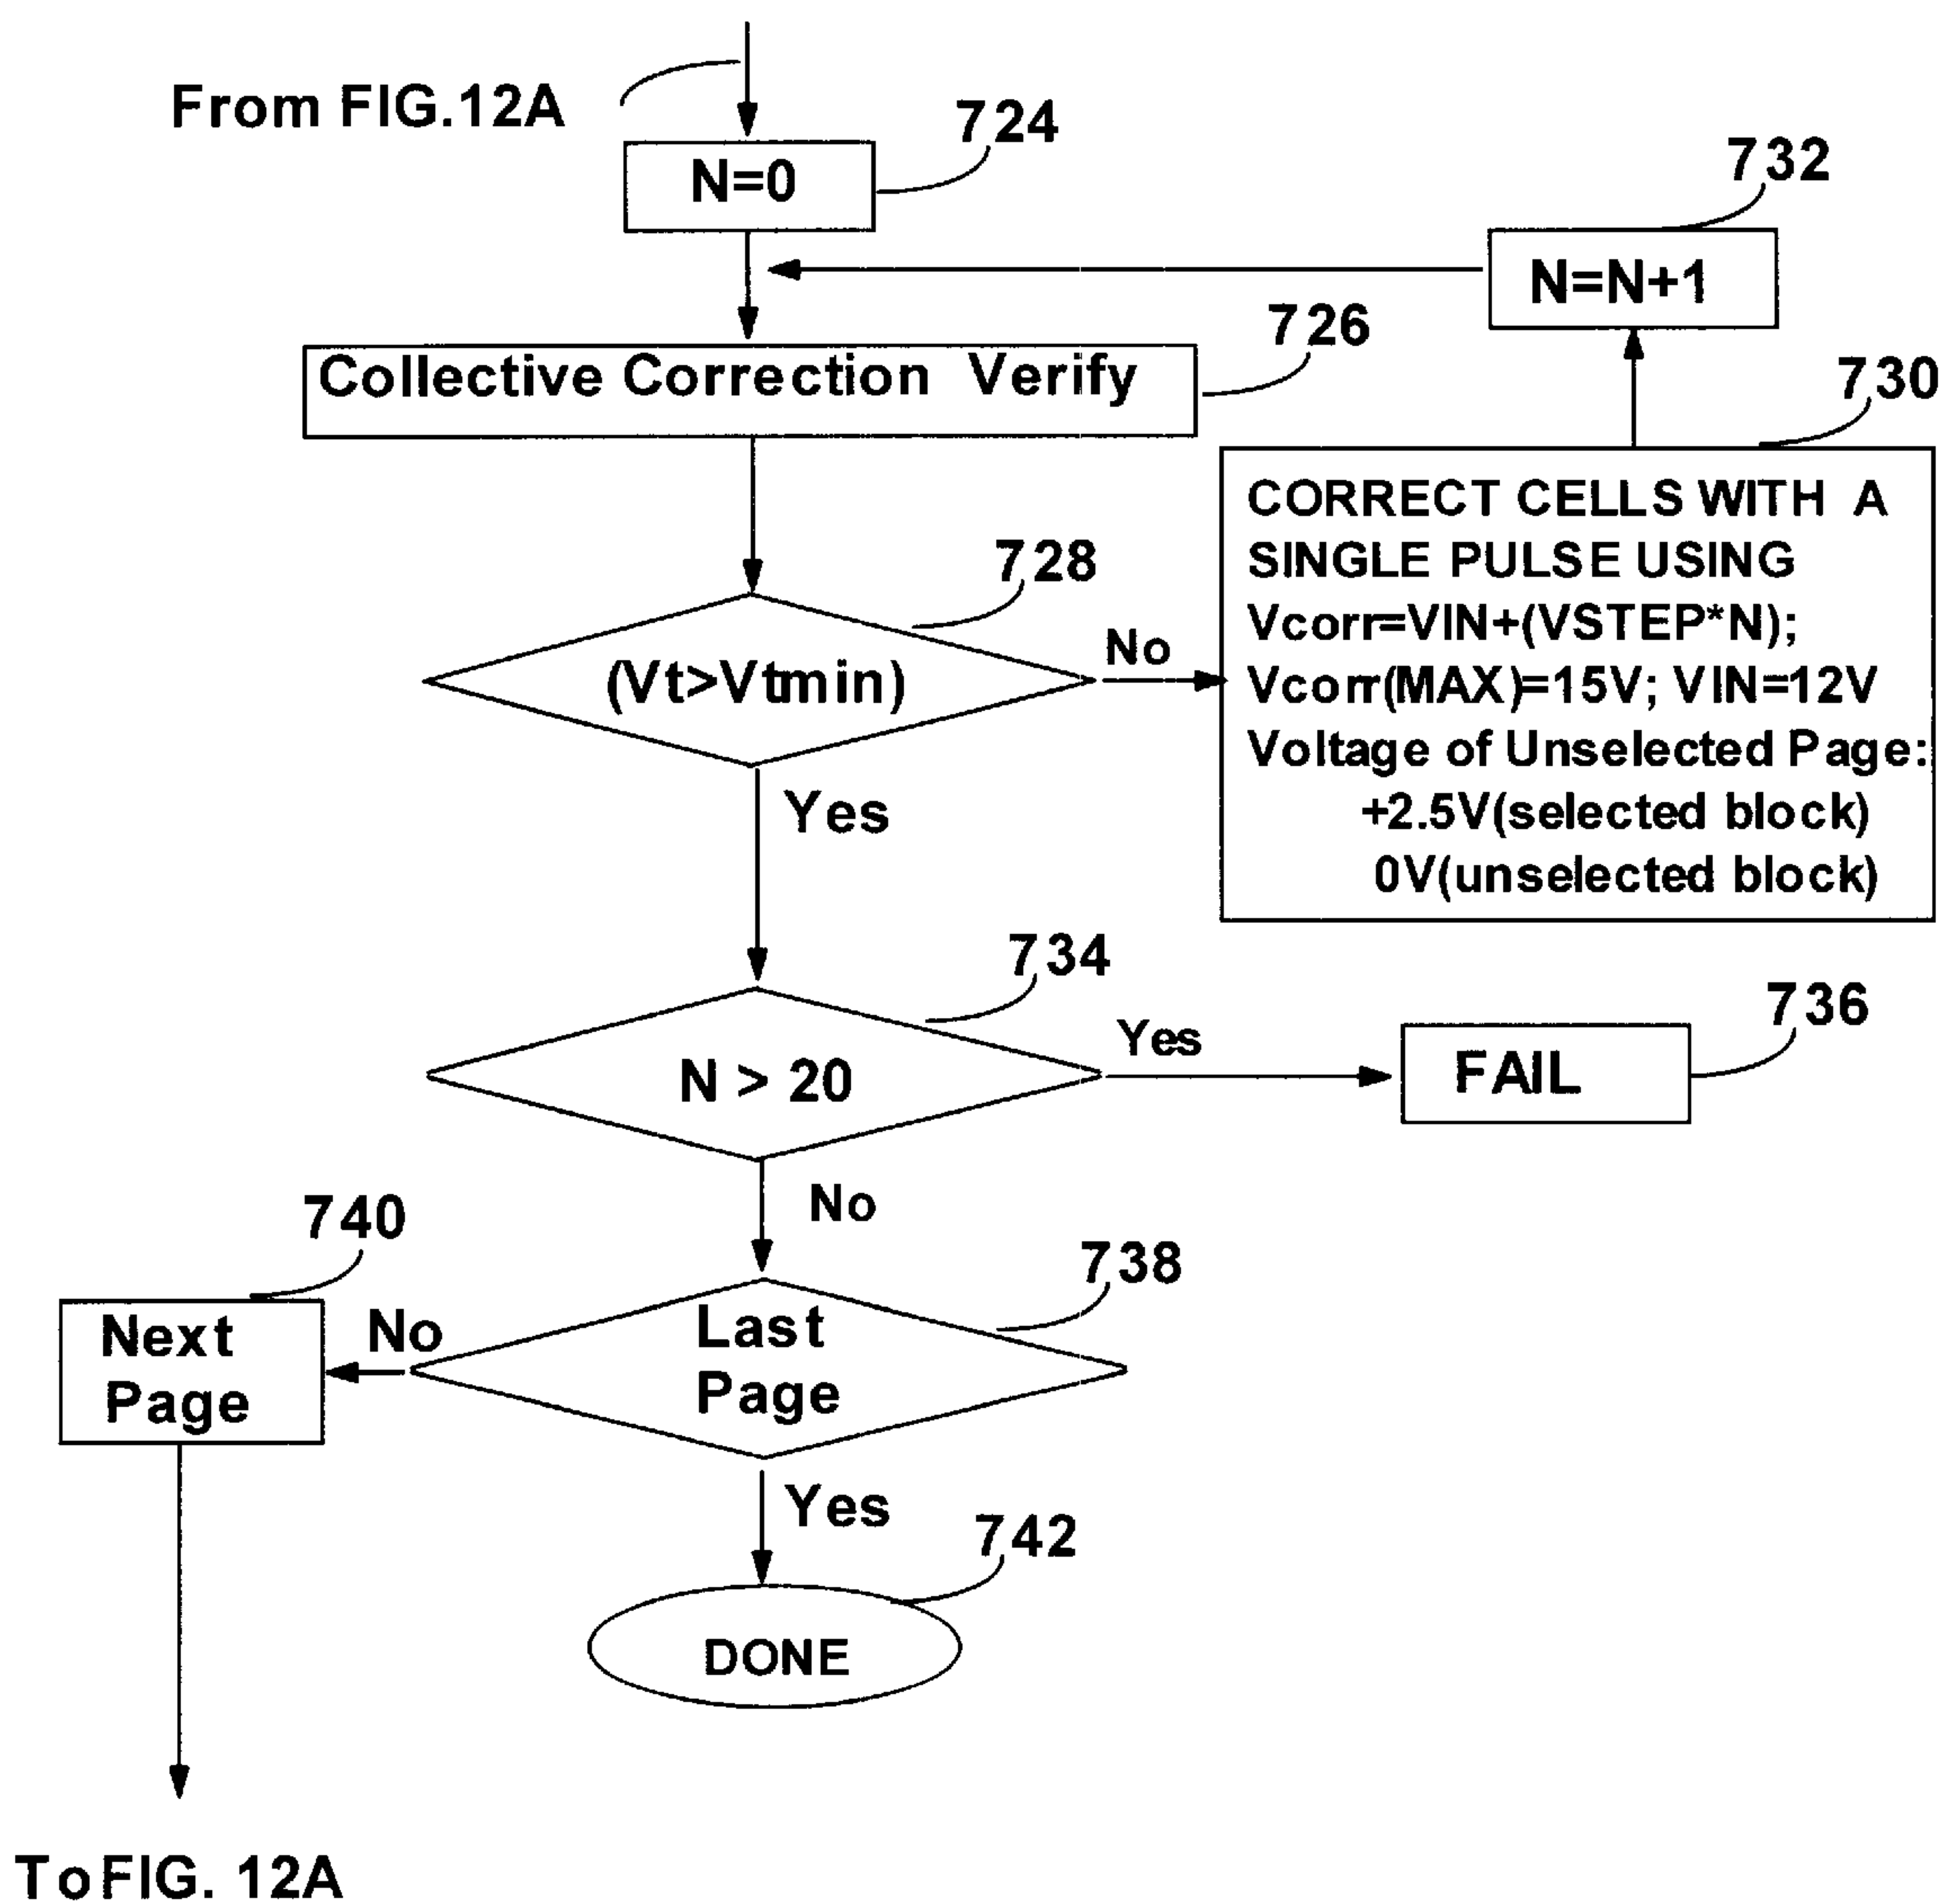 From FIG.12A
724
N=0
732
N=N+1
726
Collective Correction Verify
730
CORRECT CELLS WITH A
SINGLE PULSE USING
Vcorr=VIN+(VSTEP*N);
Vcorr(MAX)=15V; VIN=12V
Voltage of Unselected Page:
+2.5V(selected block)
0V(unselected block)
728
(Vt>Vtmin)
No
Yes
734
N > 20
Yes
736
FAIL
No
740
738
Next
Page
No
Last
Page
Yes
742
DONE
To FIG. 12A